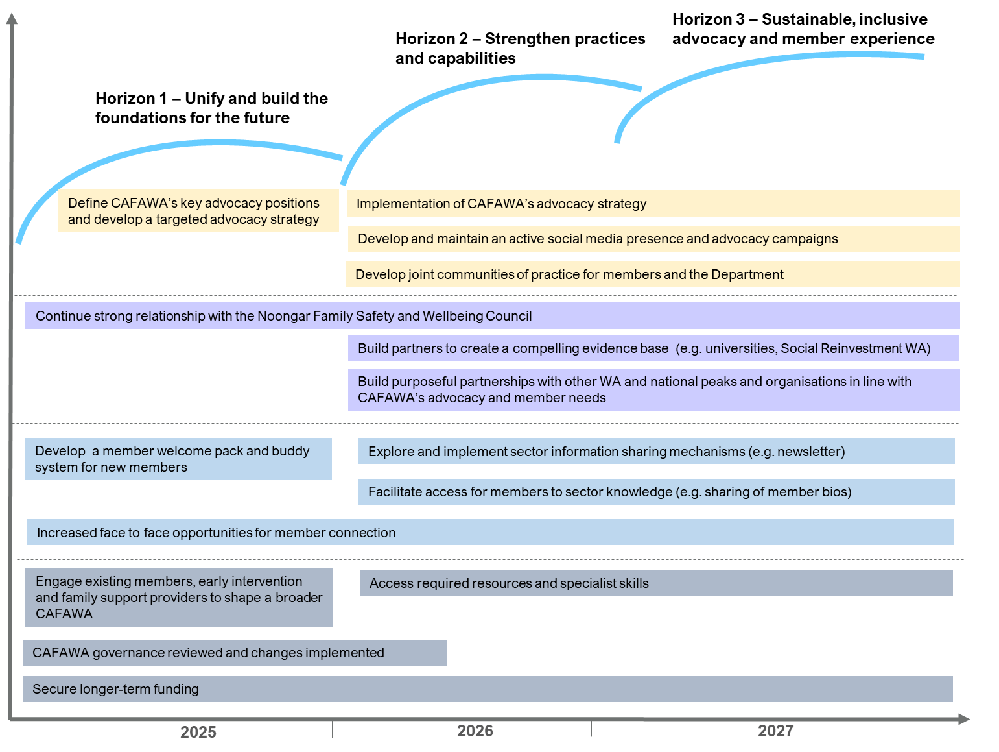 Horizon 3 – Sustainable, inclusive
advocacy and member experience
Horizon 2 – Strengthen practices
and capabilities
Horizon 1 – Unify and build the
foundations for the future
Define CAFAWA’s key advocacy positions
and develop a targeted advocacy strategy
Implementation of CAFAWA’s advocacy strategy
Develop and maintain an active social media presence and advocacy campaigns
Develop joint communities of practice for members and the Department
Continue strong relationship with the Noongar Family Safety and Wellbeing Council
Build partners to create a compelling evidence base (e.g. universities, Social Reinvestment WA)
Build purposeful partnerships with other WA and national peaks and organisations in line with
CAFAWA’s advocacy and member needs
Develop a member welcome pack and buddy
system for new members
Explore and implement sector information sharing mechanisms (e.g. newsletter)
Facilitate access for members to sector knowledge (e.g. sharing of member bios)
Increased face to face opportunities for member connection
Engage existing members, early intervention
and family support providers to shape a broader
CAFAWA
Access required resources and specialist skills
CAFAWA governance reviewed and changes implemented
Secure longer-term funding
2025
2026
2027